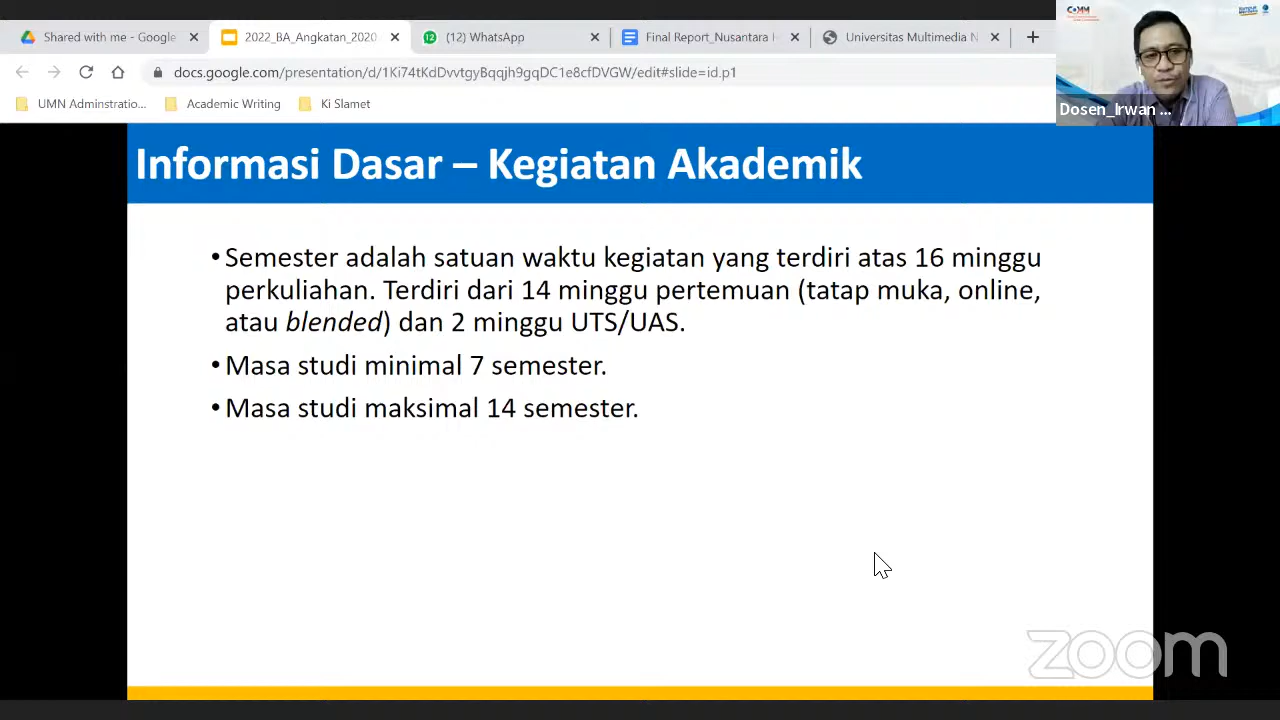 Shared with me - Google
2022_BA_Angkatan_2020
(12) WhatsApp
Final Report_Nusantara
Universitas Multimedia N
docs.google.com/presentation/d/1Ki74tKdDvvtgyBqqjh9gqDC1e8cfDVGW/edit#slide=id.p1
UMN Adminstratio...
Academic Writing
Ki Slamet
COMM
Dosen_Irwan ...
Informasi Dasar – Kegiatan Akademik
• Semester adalah satuan waktu kegiatan yang terdiri atas 16 minggu
perkuliahan. Terdiri dari 14 minggu pertemuan (tatap muka, online,
atau blended) dan 2 minggu UTS/UAS.
• Masa studi minimal 7 semester.
• Masa studi maksimal 14 semester.
zoom